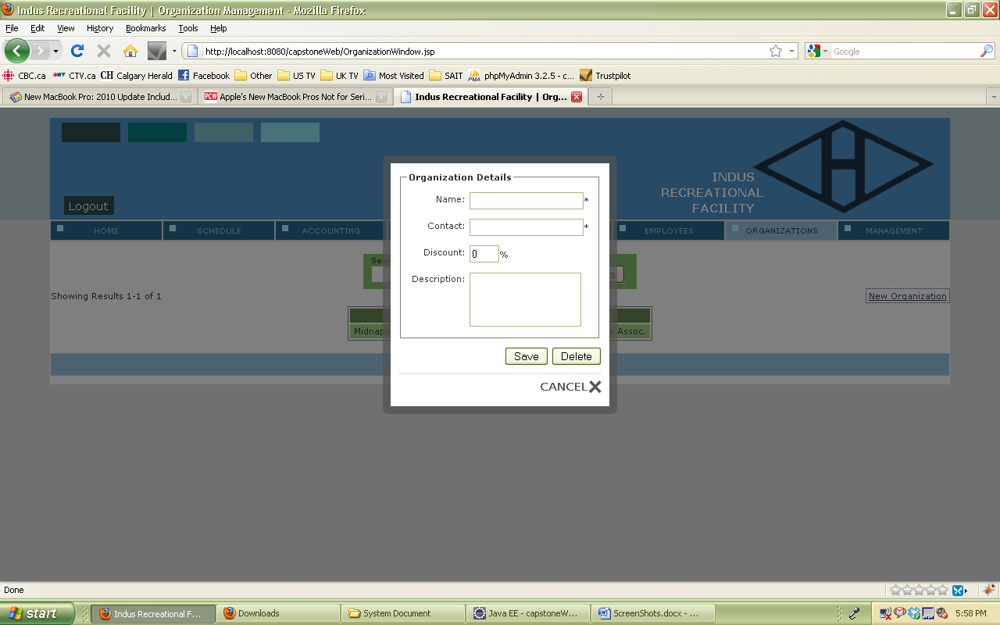 Indus Recreational Facility | Organization Management - Mozilla Firefox
File Edit View History Bookmarks Tools Help
http://localhost:8080/capstoneWeb/OrganizationWindow.jsp
Google
CBC.ca CTV.ca CH Calgary Herald Facebook Other US TV UK TV Most Visited SAIT PMA phpMyAdmin 3.2.5 - c... Trustpilot
New MacBook Pro: 2010 Update Includ... PCW Apple's New MacBook Pros Not for Seri... Indus Recreational Facility | Org...
INDUS
RECREATIONAL
FACILITY
Logout
HOME SCHEDULE ACCOUNTING EMPLOYEES ORGANIZATIONS MANAGEMENT
Showing Results 1-1 of 1
New Organization
Assoc.
Organization Details
Name: *
Contact: *
Discount: 0 %
Description:
Save Delete
CANCEL
Done
start Indus Recreational F... Downloads System Document Java EE - capstoneW... ScreenShots.docx - ... 5:58 PM